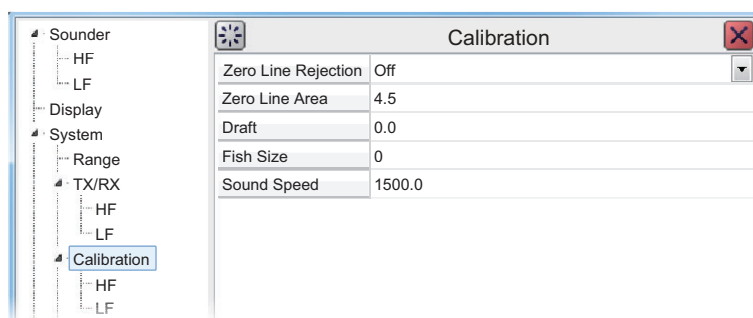 Sounder
HF
LF
Display
System
Range
TX/RX
HF
LF
Calibration
HF
LF
Calibration
Zero Line Rejection Off
Zero Line Area 4.5
Draft 0.0
Fish Size 0
Sound Speed 1500.0